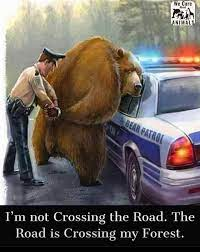 We Care
ANIMALS
BEAR PATROL
I'm not Crossing the Road. The
Road is Crossing my Forest.